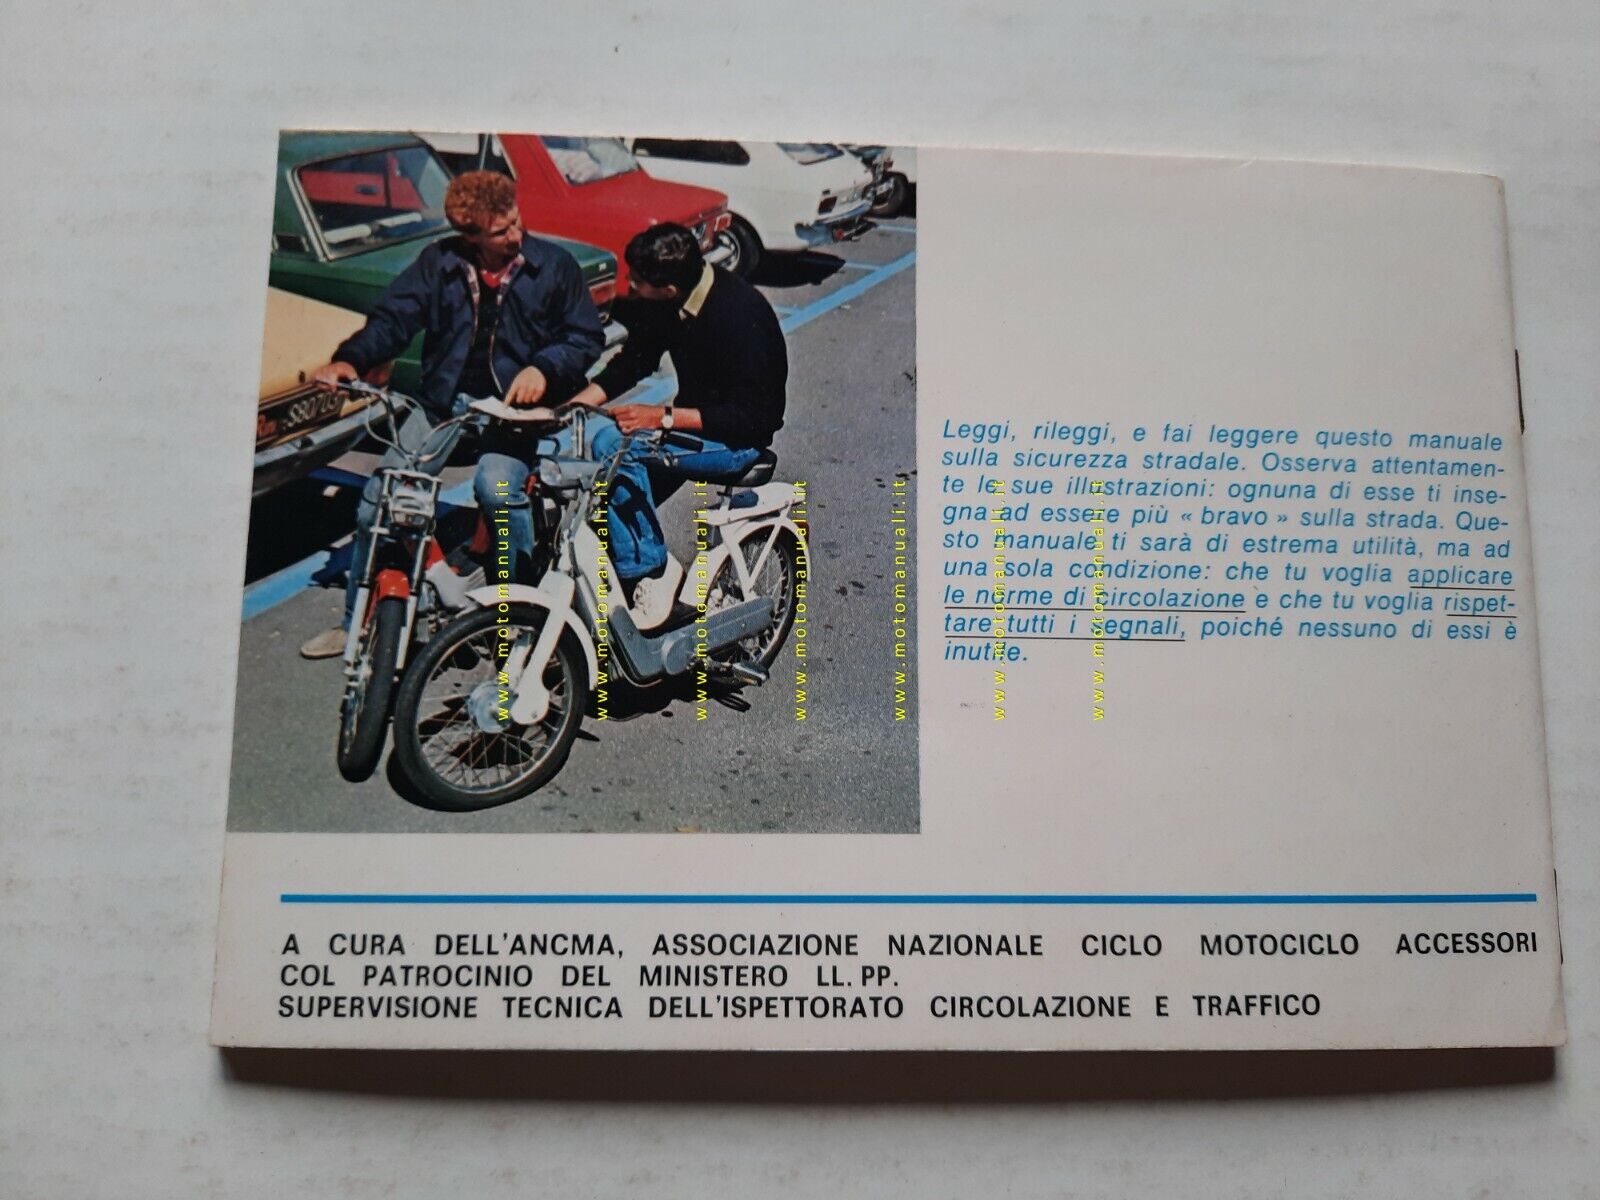 Leggi, rileggi, e fai leggere questo manuale
sulla sicurezza stradale. Osserva attentamen-
te le sue illustrazioni: ognuna di esse ti inse-
gna ad essere più « bravo » sulla strada. Que-
sto manuale ti sarà di estrema utilità, ma ad
una sola condizione: che tu voglia applicare
le norme di circolazione e che tu voglia rispet-
tare tutti i segnali, poiché nessuno di essi è
inutile.
www.motomanuali.it
www.motomanuali.it
www.motomanuali.it
www.motomanuali.it
www.motomanuali.it
www.motomanuali.it
www.motomanuali.it
A CURA DELL'ANCMA, ASSOCIAZIONE NAZIONALE CICLO MOTOCICLO ACCESSORI
COL PATROCINIO DEL MINISTERO LL. PP.
SUPERVISIONE TECNICA DELL'ISPETTORATO CIRCOLAZIONE E TRAFFICO